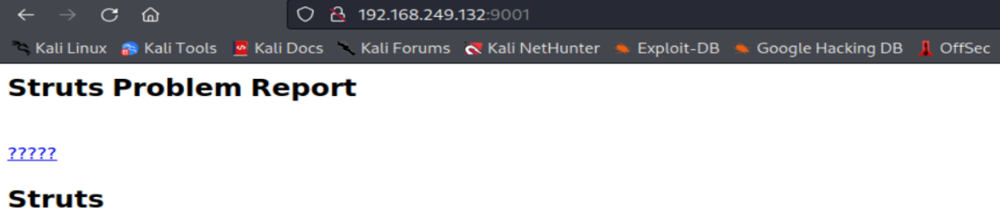 192.168.249.132:9001
Kali Linux Kali Tools Kali Docs Kali Forums Kali NetHunter Exploit-DB Google Hacking DB OffSec
Struts Problem Report
?????
Struts